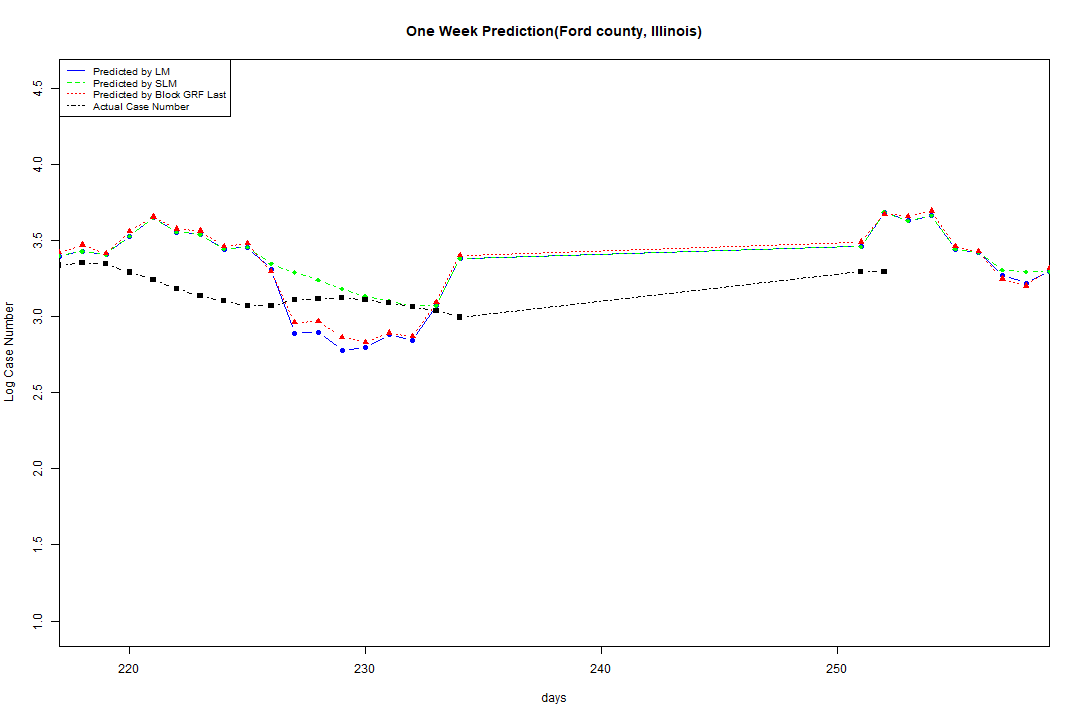 One Week Prediction(Ford county, Illinois)
Predicted by LM
Predicted by SLM
Predicted by Block GRF Last
Actual Case Number
4.5
4.0
3.5
3.0
2.5
2.0
1.5
1.0
Log Case Number
220 230 240 250
days